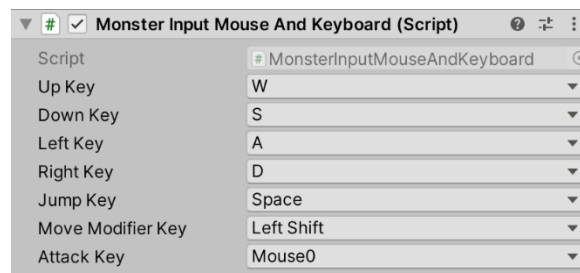 Monster Input Mouse And Keyboard (Script)
Script # MonsterInputMouseAndKeyboard
Up Key W
Down Key S
Left Key A
Right Key D
Jump Key Space
Move Modifier Key Left Shift
Attack Key Mouse0